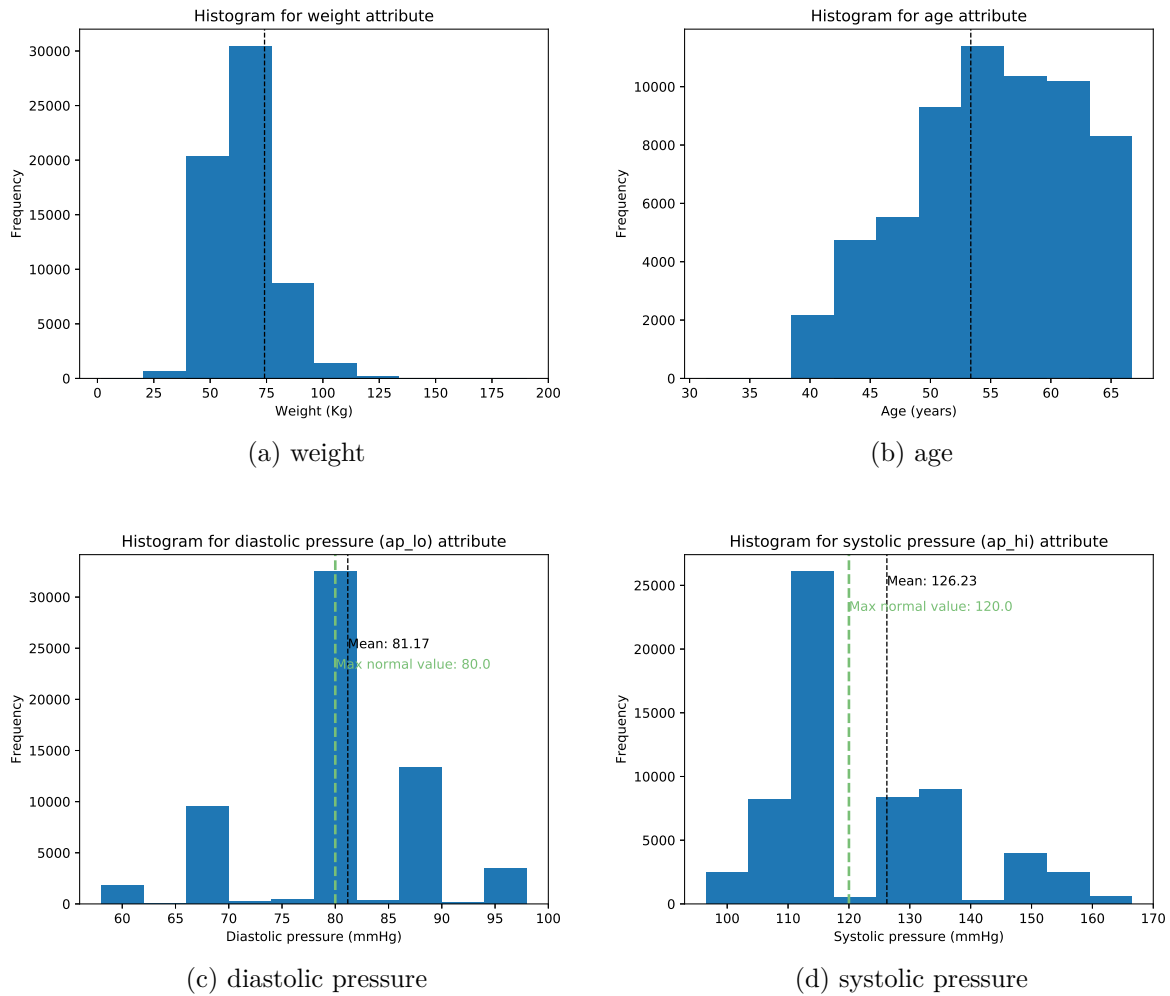 Histogram for weight attribute
30000
25000
20000
15000
10000
5000
0
Frequency
0 25 50 75 100 125 150 175 200
Weight (Kg)
(a) weight
Histogram for age attribute
10000
8000
6000
4000
2000
0
Frequency
30 35 40 45 50 55 60 65
Age (years)
(b) age
Histogram for diastolic pressure (ap_lo) attribute
30000
25000
20000
15000
10000
5000
0
Frequency
Mean: 81.17
Max normal value: 80.0
60 65 70 75 80 85 90 95 100
Diastolic pressure (mmHg)
(c) diastolic pressure
Histogram for systolic pressure (ap_hi) attribute
25000
20000
15000
10000
5000
0
Frequency
Mean: 126.23
Max normal value: 120.0
100 110 120 130 140 150 160 170
Systolic pressure (mmHg)
(d) systolic pressure